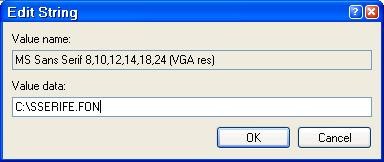 Edit String
Value name:
MS Sans Serif 8,10,12,14,18,24 (VGA res)
Value data:
C:\SSERIFE.FON
OK Cancel